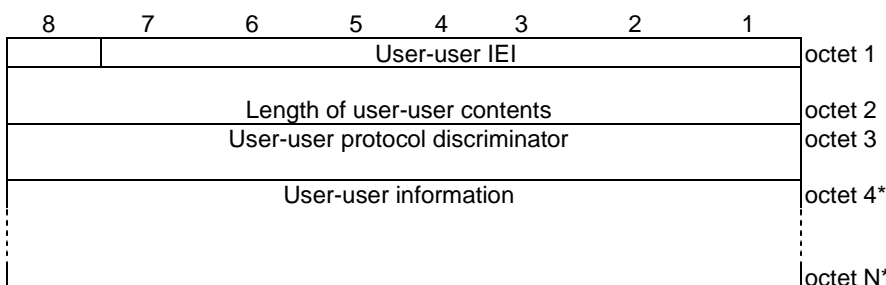 8 7 6 5 4 3 2 1
User-user IEI octet 1
Length of user-user contents octet 2
User-user protocol discriminator octet 3
User-user information octet 4*
octet N*